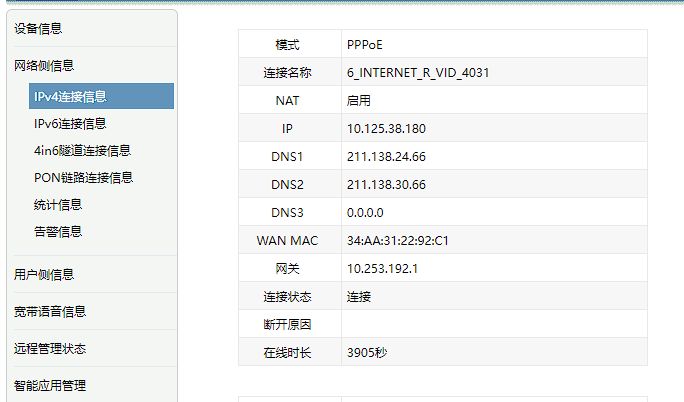 设备信息
网络侧信息
IPv4连接信息
IPv6连接信息
4in6隧道连接信息
PON链路连接信息
统计信息
告警信息
用户侧信息
宽带语音信息
远程管理状态
智能应用管理
模式 PPPoE
连接名称 6_INTERNET_R_VID_4031
NAT 启用
IP 10.125.38.180
DNS1 211.138.24.66
DNS2 211.138.30.66
DNS3 0.0.0.0
WAN MAC 34:AA:31:22:92:C1
网关 10.253.192.1
连接状态 连接
断开原因
在线时长 3905秒